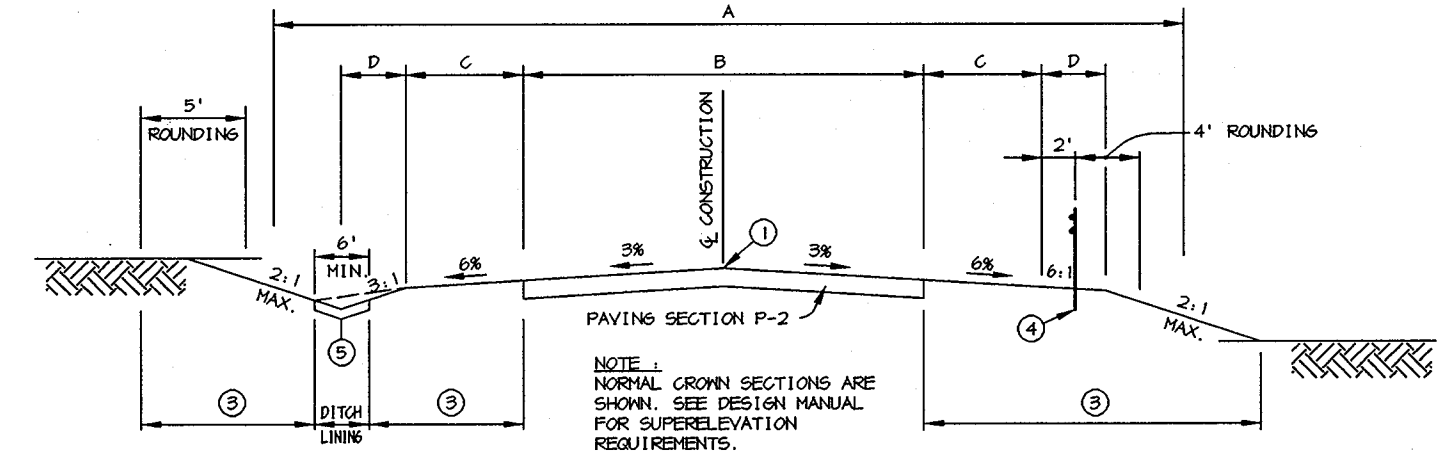 A
D
C
B
C
D
5'
ROUNDING
4' ROUNDING
2'
℄ CONSTRUCTION
1
6'
MIN.
2:1
MAX.
3:1
6%
3%
3%
6%
6:1
2:1
MAX.
PAVING SECTION P-2
4
5
NOTE :
NORMAL CROWN SECTIONS ARE
SHOWN. SEE DESIGN MANUAL
FOR SUPERELEVATION
REQUIREMENTS.
3
DITCH
LINING
3
3